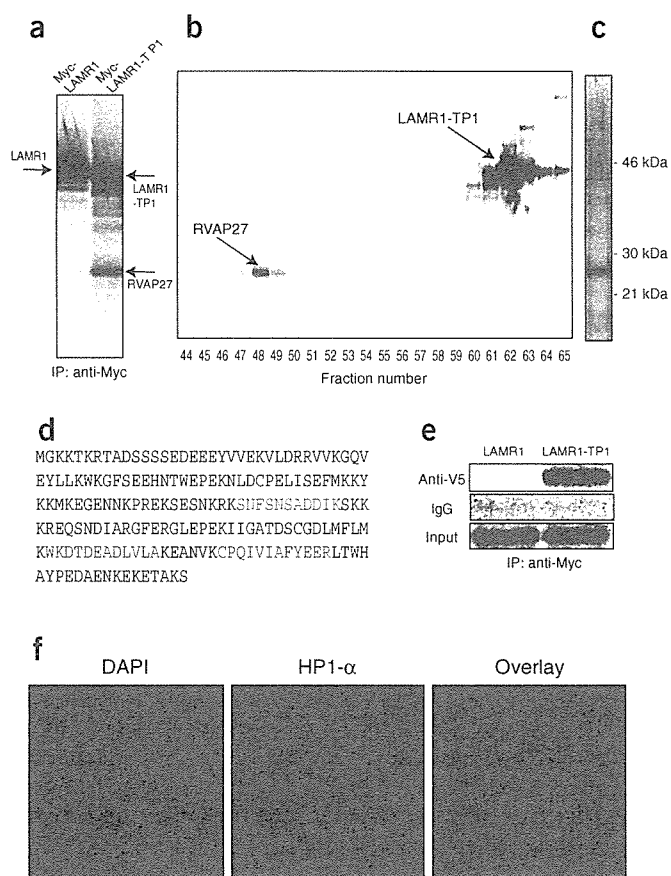 a
b
c
Myc-LAMR1
Myc-LAMR1-TP1
LAMR1
LAMR1-TP1
RVAP27
IP: anti-Myc
LAMR1-TP1
RVAP27
44 45 46 47 48 49 50 51 52 53 54 55 56 57 58 59 60 61 62 63 64 65
Fraction number
- 46 kDa
- 30 kDa
- 21 kDa
d
MGKKTKRTADSSSSSEDEEEYVVEKVLDRRVVKGQV
EYLLKWKGFSEEHNTWEPEKNLDCPELISEFMKKY
KKMKEGENNKPREKSESNKRKSNFSNSADDIKSKK
KREQSNDIARGFERGLEPEKIIGATDSCGDLMFLM
KWKDTDEADLVLAKEANVKCPQIVIAFYEERLTWH
AYPEDAENKEKETAKS
e
LAMR1 LAMR1-TP1
Anti-V5
IgG
Input
IP: anti-Myc
f
DAPI
HP1-α
Overlay